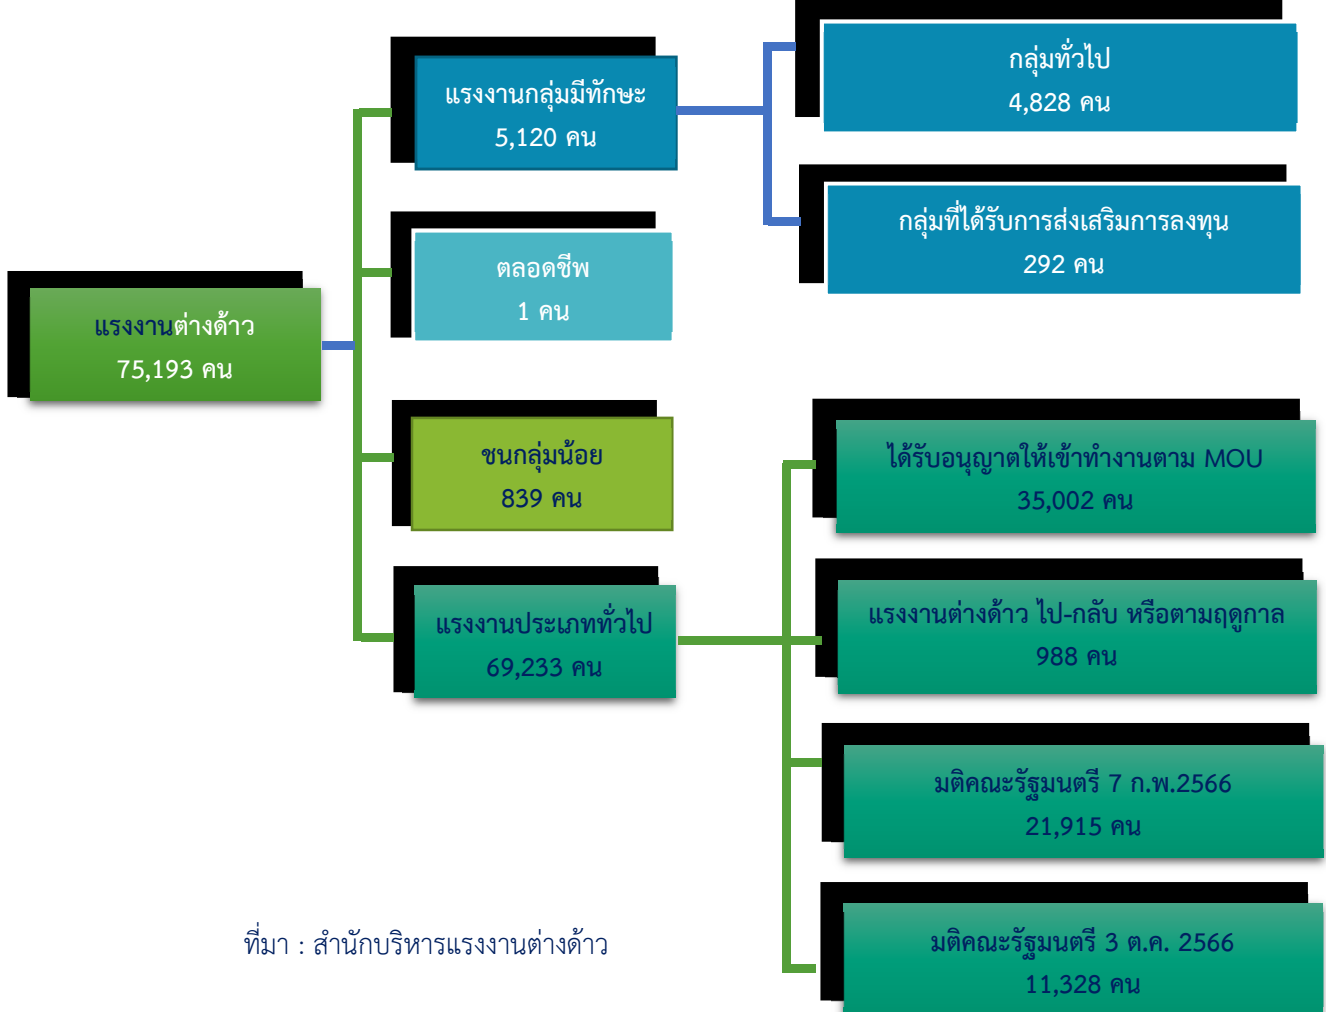 แรงงานต่างด้าว
75,193 คน
แรงงานกลุ่มมีทักษะ
5,120 คน
กลุ่มทั่วไป
4,828 คน
กลุ่มที่ได้รับการส่งเสริมการลงทุน
292 คน
ตลอดชีพ
1 คน
ชนกลุ่มน้อย
839 คน
แรงงานประเภททั่วไป
69,233 คน
ได้รับอนุญาตให้เข้าทำงานตาม MOU
35,002 คน
แรงงานต่างด้าว ไป-กลับ หรือตามฤดูกาล
988 คน
มติคณะรัฐมนตรี 7 ก.พ.2566
21,915 คน
มติคณะรัฐมนตรี 3 ต.ค. 2566
11,328 คน
ที่มา : สำนักบริหารแรงงานต่างด้าว